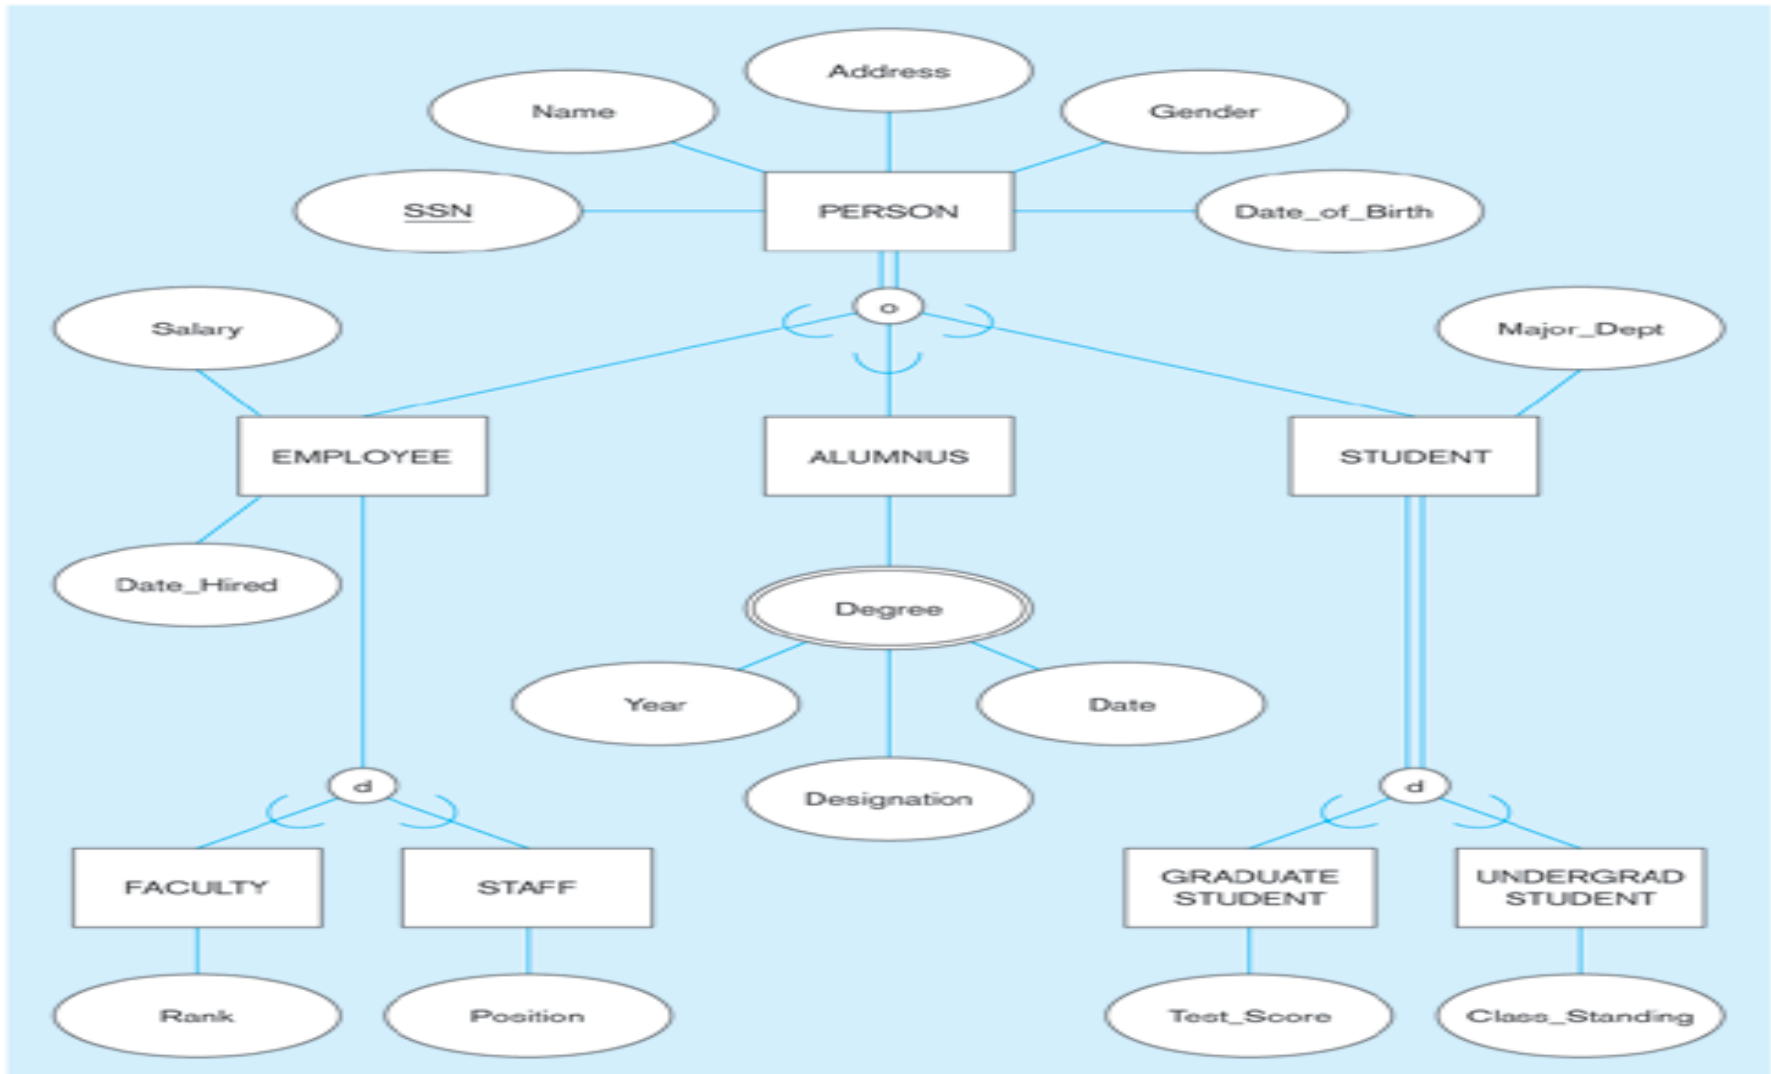 Address
Name
Gender
SSN
PERSON
Date_of_Birth
o
Salary
Major_Dept
EMPLOYEE
ALUMNUS
STUDENT
Date_Hired
Degree
Year
Date
d
d
Designation
FACULTY
STAFF
GRADUATE
STUDENT
UNDERGRAD
STUDENT
Rank
Position
Test_Score
Class_Standing